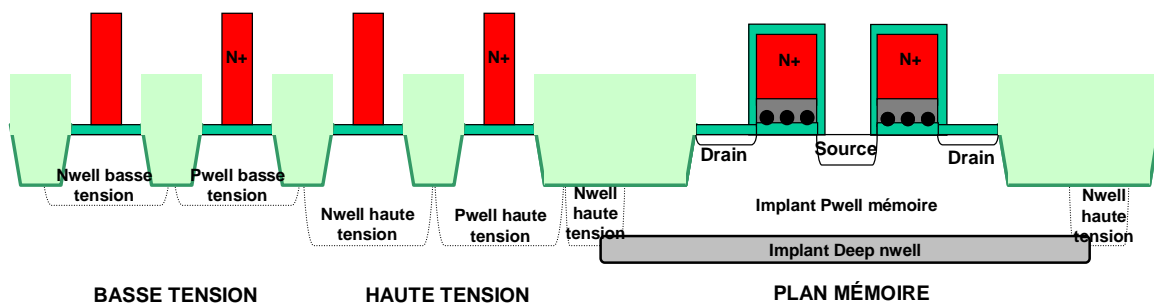 N+
N+
N+
N+
Drain
Source
Drain
Nwell basse
tension
Pwell basse
tension
Nwell haute
tension
Pwell haute
tension
Nwell
haute
tension
Implant Pwell mémoire
Nwell
haute
tension
Implant Deep nwell
BASSE TENSION
HAUTE TENSION
PLAN MÉMOIRE